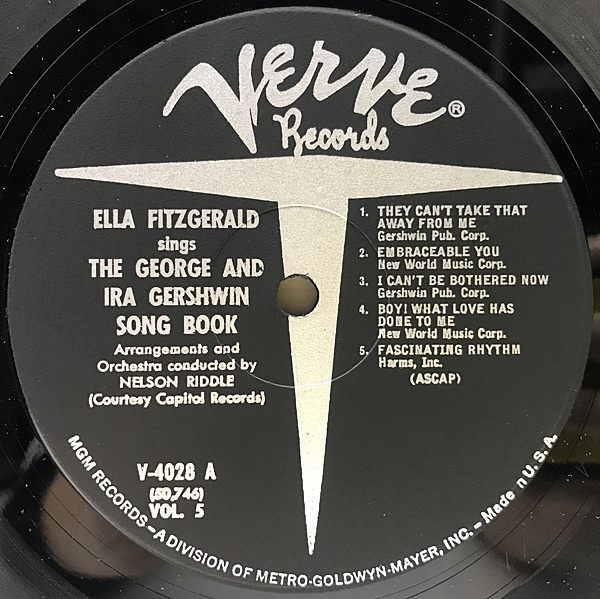 Verve®
Records
ELLA FITZGERALD
sings
THE GEORGE AND
IRA GERSHWIN
SONG BOOK
Arrangements and
Orchestra conducted by
NELSON RIDDLE
(Courtesy Capitol Records)
V-4028 A
(50,746)
VOL. 5
1. THEY CAN'T TAKE THAT
AWAY FROM ME
Gershwin Pub. Corp.
2. EMBRACEABLE YOU
New World Music Corp.
3. I CAN'T BE BOTHERED NOW
Gershwin Pub. Corp.
4. BOY! WHAT LOVE HAS
DONE TO ME
New World Music Corp.
5. FASCINATING RHYTHM
Harms, Inc.
(ASCAP)
MGM RECORDS – A DIVISION OF METRO-GOLDWYN-MAYER, INC. – Made n U. S. A.